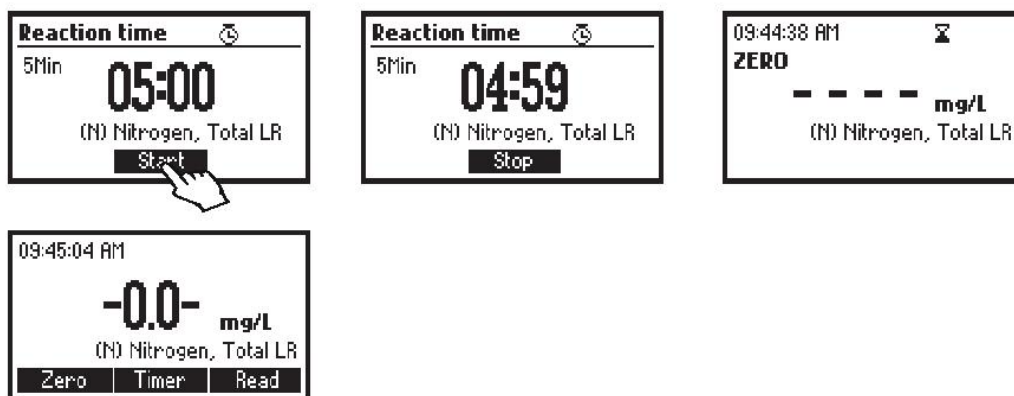 Reaction time
5Min
05:00
(N) Nitrogen, Total LR
Start
Reaction time
5Min
04:59
(N) Nitrogen, Total LR
Stop
09:44:38 AM
ZERO
- - - - mg/L
(N) Nitrogen, Total LR
09:45:04 AM
-0.0- mg/L
(N) Nitrogen, Total LR
Zero Timer Read